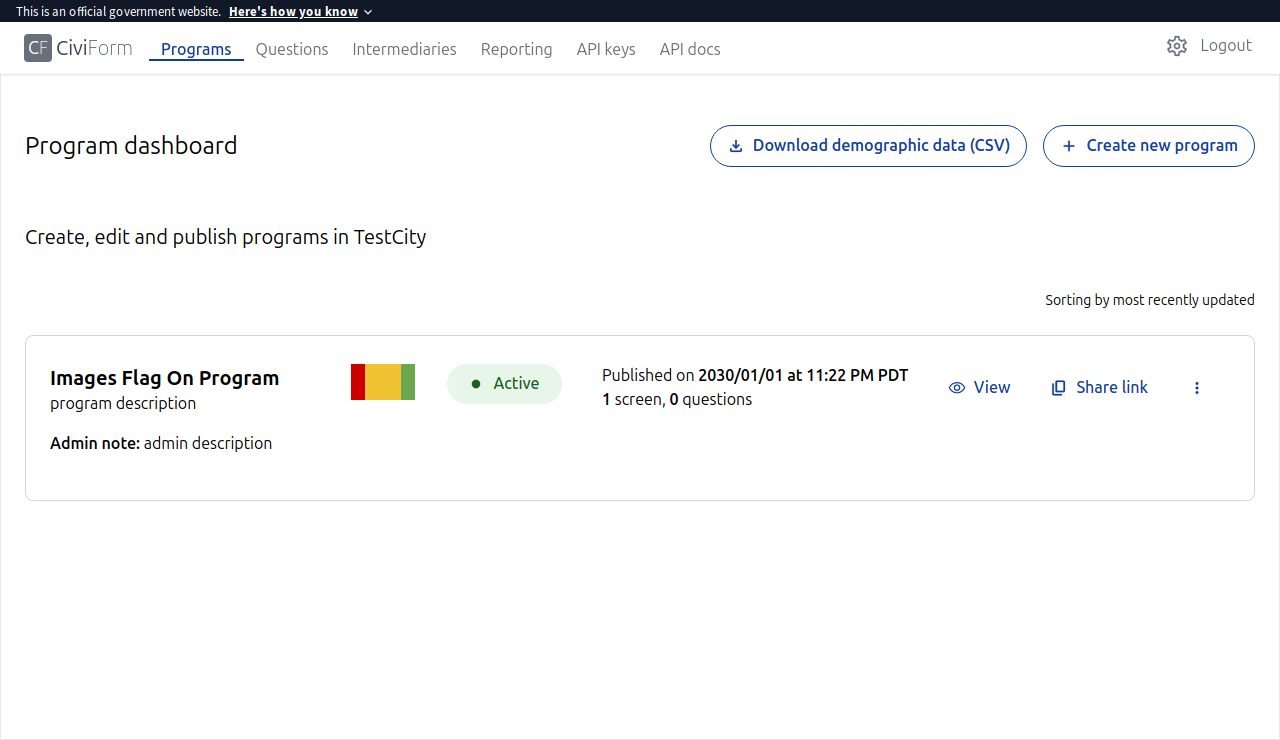 This is an official government website. Here's how you know
CF CiviForm Programs Questions Intermediaries Reporting API keys API docs Logout
Program dashboard Download demographic data (CSV) Create new program
Create, edit and publish programs in TestCity
Sorting by most recently updated
Images Flag On Program Active Published on 2030/01/01 at 11:22 PM PDT View Share link
program description 1 screen, 0 questions
Admin note: admin description